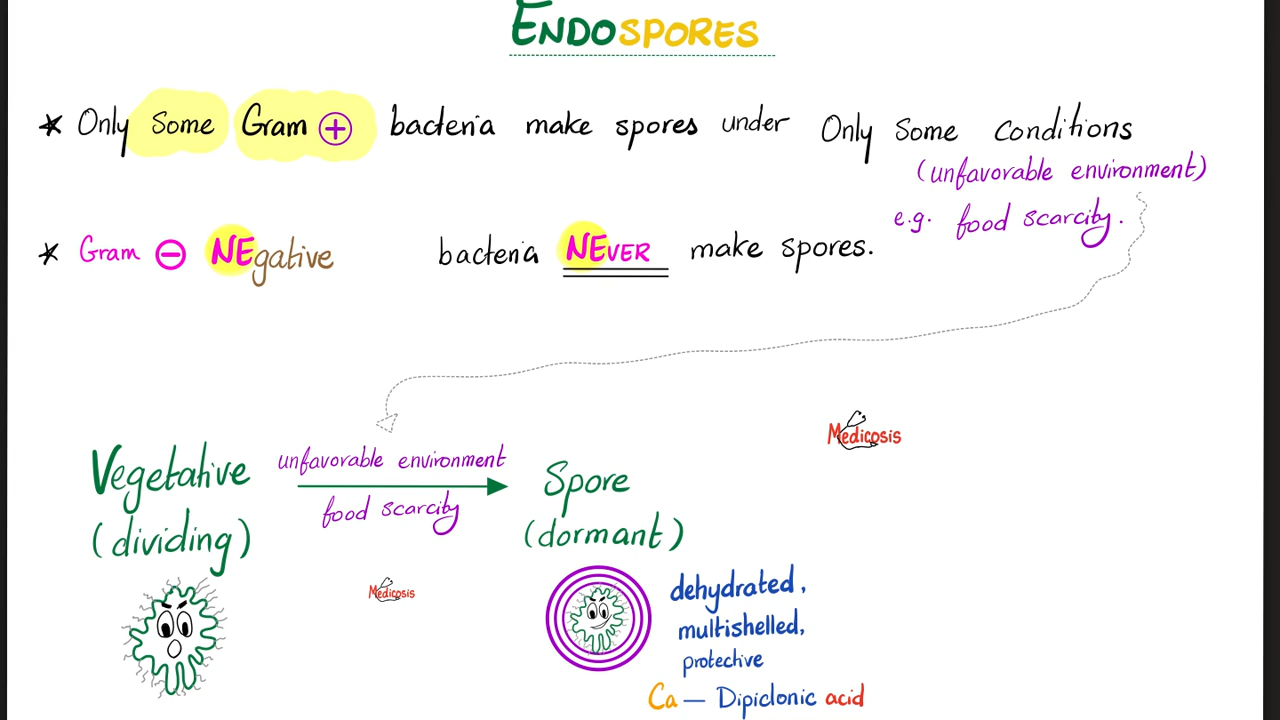 ENDOSPORES
* Only Some Gram + bacteria make spores under Only Some conditions
(unfavorable environment)
e.g. food scarcity.
* Gram - NEgative bacteria NEVER make spores.
Medicosis
Vegetative
(dividing)
unfavorable environment
food scarcity
Spore
(dormant)
Medicosis
dehydrated,
multishelled,
protective
Ca - Dipiclonic acid